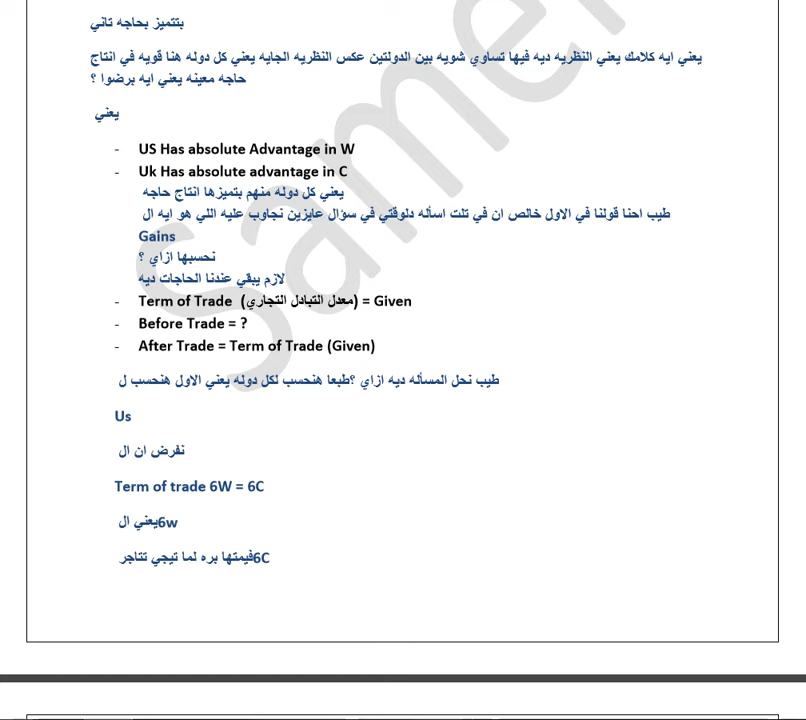 بتتميز بحاجه تاني
يعني ايه كلامك يعني النظريه ديه فيها تساوي شويه بين الدولتين عكس النظريه الجايه يعني كل دوله هنا قويه في انتاج
حاجه معينه يعني ايه برضوا ؟
يعني
- US Has absolute Advantage in W
- Uk Has absolute advantage in C
يعني كل دوله منهم بتميزها انتاج حاجه
طيب احنا قولنا في الاول خالص ان في تلت اسأله دلوقتي في سؤال عايزين نجاوب عليه اللي هو ايه ال
Gains
نحسبها ازاي ؟
لازم يبقي عندنا الحاجات ديه
- Term of Trade (معدل التبادل التجاري) = Given
- Before Trade = ?
- After Trade = Term of Trade (Given)
طيب نحل المسأله ديه ازاي ؟طبعا هنحسب لكل دوله يعني الاول هنحسب ل
Us
نفرض ان ال
Term of trade 6W = 6C
يعني ال6w
فيمتها بره لما تيجي تتاجر6C
Samer